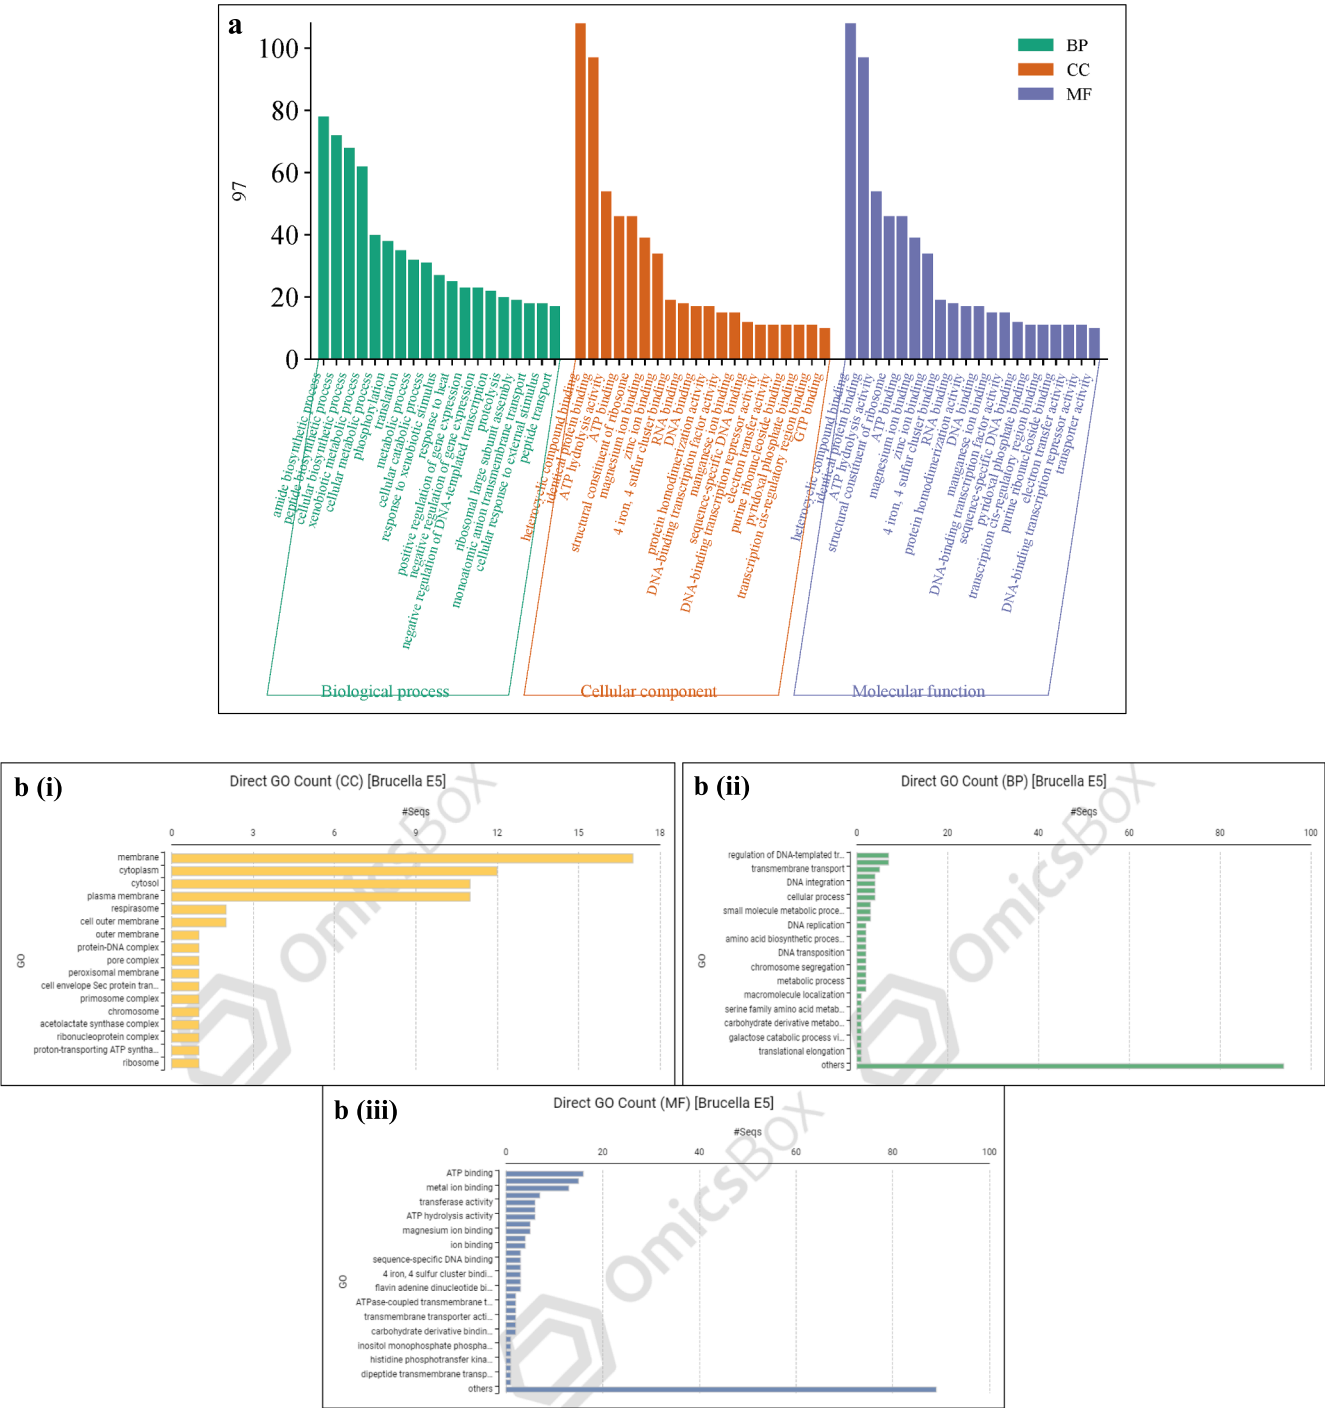 a
100
80
60
40
20
0
97
BP
CC
MF
amide biosynthetic process
peptide biosynthetic process
cellular biosynthetic process
xenobiotic metabolic process
cellular metabolic process
phosphorylation
translation
metabolic process
cellular catabolic process
response to xenobiotic stimulus
response to heat
positive regulation of gene expression
negative regulation of gene expression
negative regulation of DNA-templated transcription
proteolysis
ribosomal large subunit assembly
monoatomic anion transmembrane transport
cellular response to external stimulus
peptide transport
Biological process
heterocyclic compound binding
identical protein binding
ATP hydrolysis activity
ATP binding
structural constituent of ribosome
magnesium ion binding
zinc ion binding
4 iron, 4 sulfur cluster binding
RNA binding
DNA binding
protein homodimerization activity
DNA-binding transcription factor activity
manganese ion binding
sequence-specific DNA binding
DNA-binding transcription repressor activity
electron transfer activity
purine ribonucleoside binding
pyridoxal phosphate binding
transcription cis-regulatory region binding
GTP binding
Cellular component
heterocyclic compound binding
identical protein binding
ATP hydrolysis activity
structural constituent of ribosome
ATP binding
magnesium ion binding
zinc ion binding
4 iron, 4 sulfur cluster binding
RNA binding
protein homodimerization activity
DNA binding
manganese ion binding
DNA-binding transcription factor activity
sequence-specific DNA binding
pyridoxal phosphate binding
transcription cis-regulatory region binding
purine ribonucleoside binding
electron transfer activity
DNA-binding transcription repressor activity
transporter activity
Molecular function
b (i)
Direct GO Count (CC) [Brucella E5]
#Seqs
0 3 6 9 12 15 18
GO
membrane
cytoplasm
cytosol
plasma membrane
respirasome
cell outer membrane
outer membrane
protein-DNA complex
pore complex
peroxisomal membrane
cell envelope Sec protein tran...
primosome complex
chromosome
acetolactate synthase complex
ribonucleoprotein complex
proton-transporting ATP syntha...
ribosome
OmicsBox
b (ii)
Direct GO Count (BP) [Brucella E5]
#Seqs
0 20 40 60 80 100
GO
regulation of DNA-templated tr...
transmembrane transport
DNA integration
cellular process
small molecule metabolic proce...
DNA replication
amino acid biosynthetic proces...
DNA transposition
chromosome segregation
metabolic process
macromolecule localization
serine family amino acid metab...
carbohydrate derivative metabo...
galactose catabolic process vi...
translational elongation
others
OmicsBox
b (iii)
Direct GO Count (MF) [Brucella E5]
#Seqs
0 20 40 60 80 100
GO
ATP binding
metal ion binding
transferase activity
ATP hydrolysis activity
magnesium ion binding
ion binding
sequence-specific DNA binding
4 iron, 4 sulfur cluster bindi...
flavin adenine dinucleotide bi...
ATPase-coupled transmembrane t...
transmembrane transporter acti...
carbohydrate derivative bindin...
inositol monophosphate phospha...
histidine phosphotransfer kina...
dipeptide transmembrane transp...
others
OmicsBox